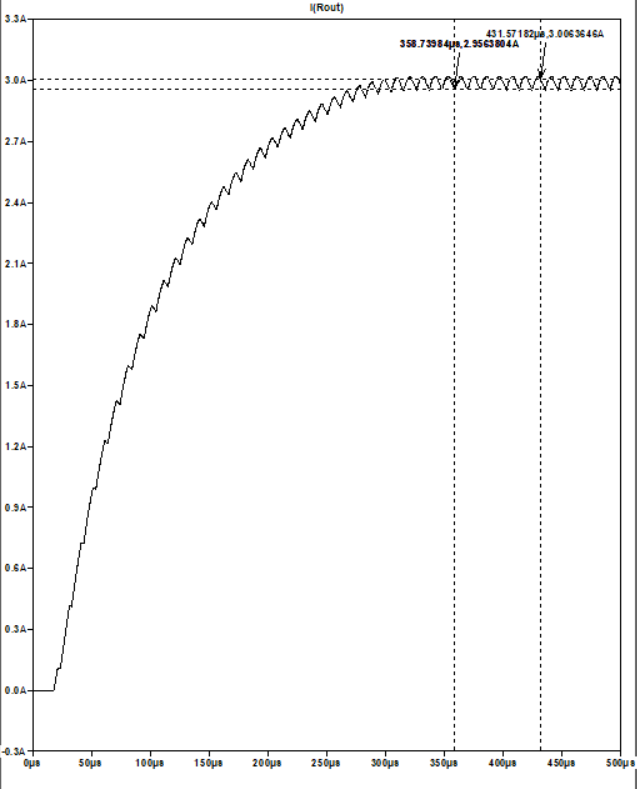 I(Rout)
3.3A
431.57182µs,3.0063646A
358.73984µs,2.9563804A
3.0A
2.7A
2.4A
2.1A
1.8A
1.5A
1.2A
0.9A
0.6A
0.3A
0.0A
-0.3A
0µs 50µs 100µs 150µs 200µs 250µs 300µs 350µs 400µs 450µs 500µs